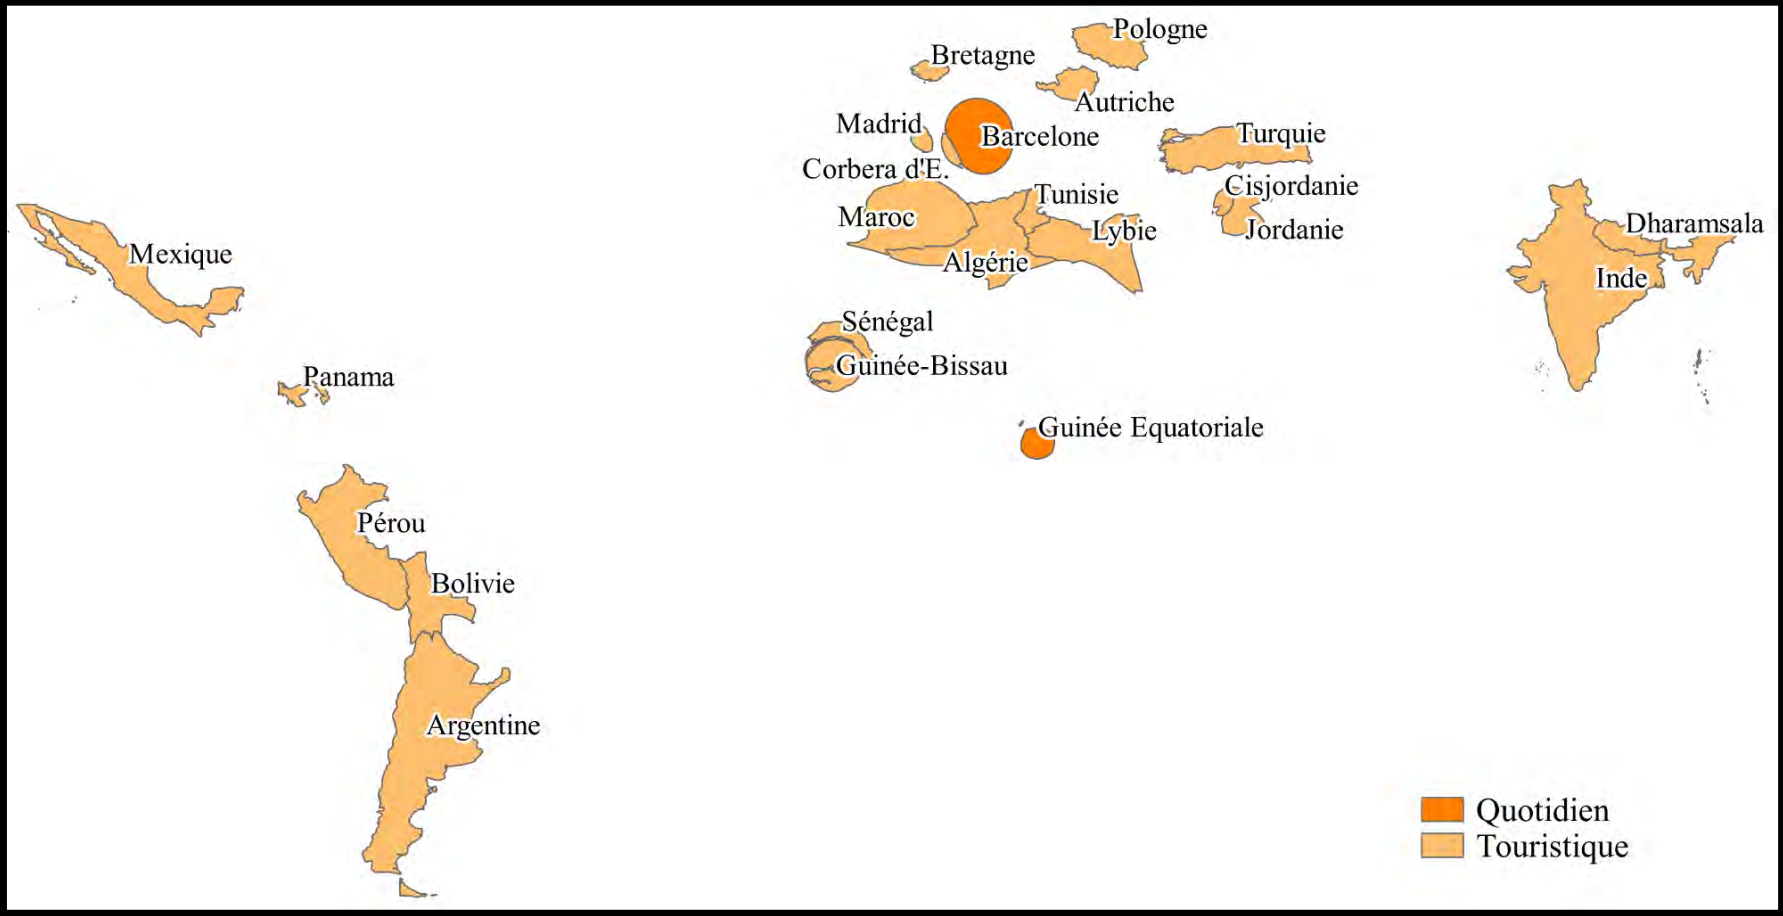 Pologne
Bretagne
Autriche
Madrid
Barcelone
Turquie
Corbera d'E.
Cisjordanie
Tunisie
Maroc
Lybie
Jordanie
Dharamsala
Mexique
Algérie
Inde
Sénégal
Guinée-Bissau
Panama
Guinée Equatoriale
Pérou
Bolivie
Argentine
Quotidien
Touristique